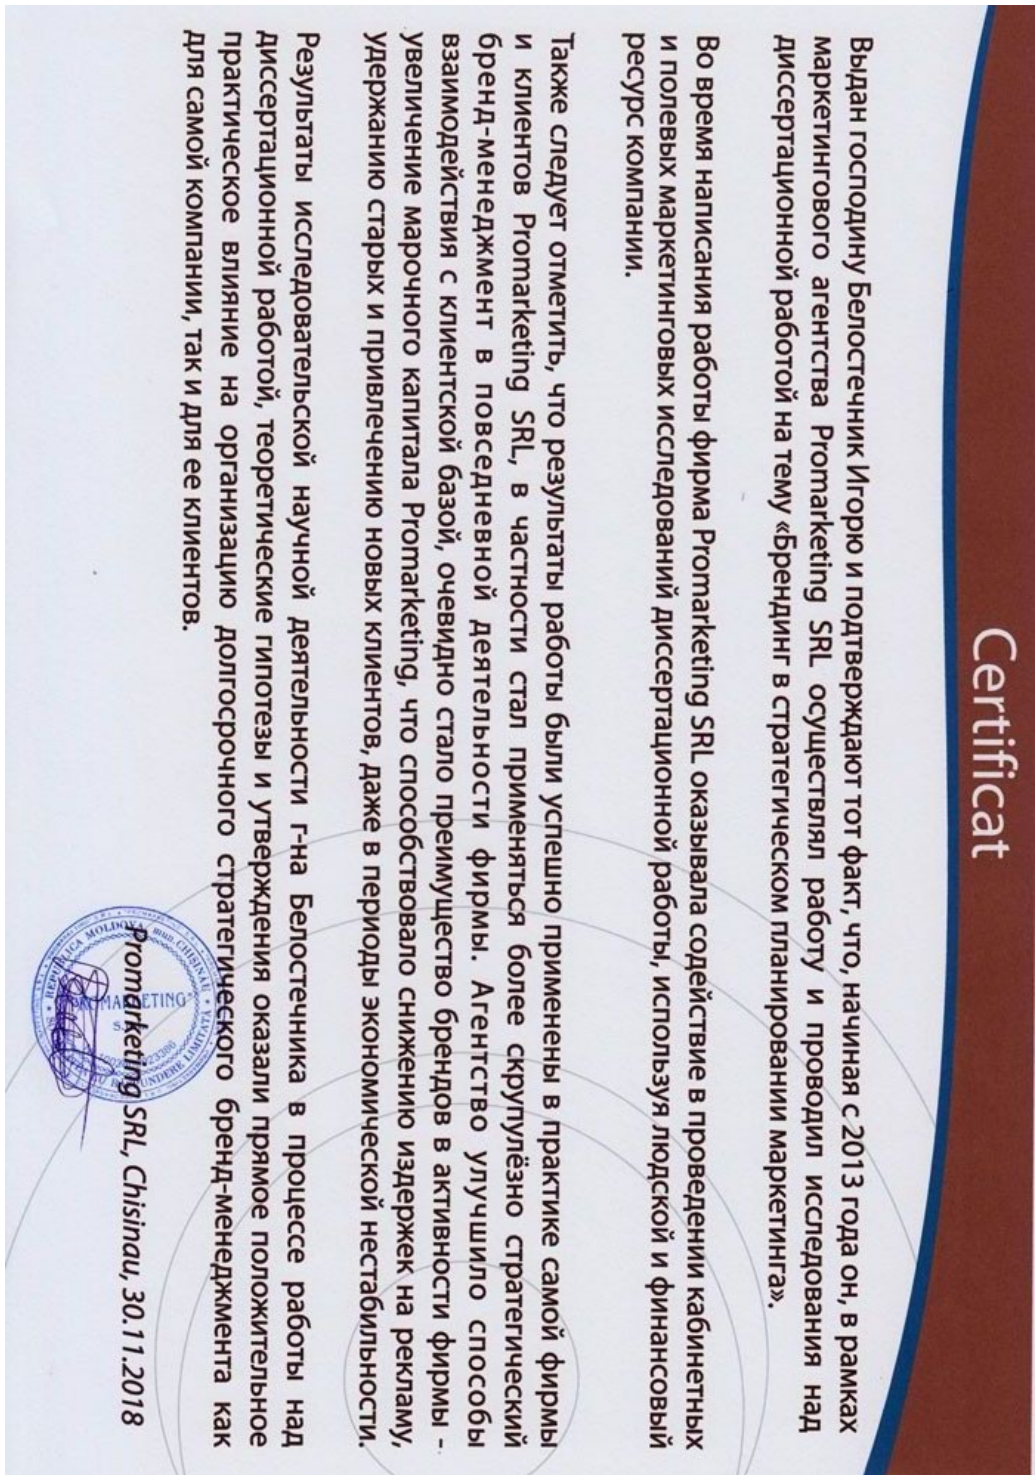 Certificat
Выдан господину Белостечник Игорю и подтверждают тот факт, что, начиная с 2013 года он, в рамках
маркетингового агентства Promarketing SRL осуществлял работу и проводил исследования над
диссертационной работой на тему «Брендинг в стратегическом планировании маркетинга».
Во время написания работы фирма Promarketing SRL оказывала содействие в проведении кабинетных
и полевых маркетинговых исследований диссертационной работы, используя людской и финансовый
ресурс компании.
Также следует отметить, что результаты работы были успешно применены в практике самой фирмы
и клиентов Promarketing SRL, в частности стал применяться более скрупулёзно стратегический
бренд-менеджмент в повседневной деятельности фирмы. Агентство улучшило способы
взаимодействия с клиентской базой, очевидно стало преимущество брендов в активности фирмы -
увеличение марочного капитала Promarketing, что способствовало снижению издержек на рекламу,
удержанию старых и привлечению новых клиентов, даже в периоды экономической нестабильности.
Результаты исследовательской научной деятельности г-на Белостечника в процессе работы над
диссертационной работой, теоретические гипотезы и утверждения оказали прямое положительное
практическое влияние на организацию долгосрочного стратегического бренд-менеджмента как
для самой компании, так и для ее клиентов.
Promarketing SRL, Chisinau, 30.11.2018
REPUBLICA MOLDOVA mun. CHIȘINĂU